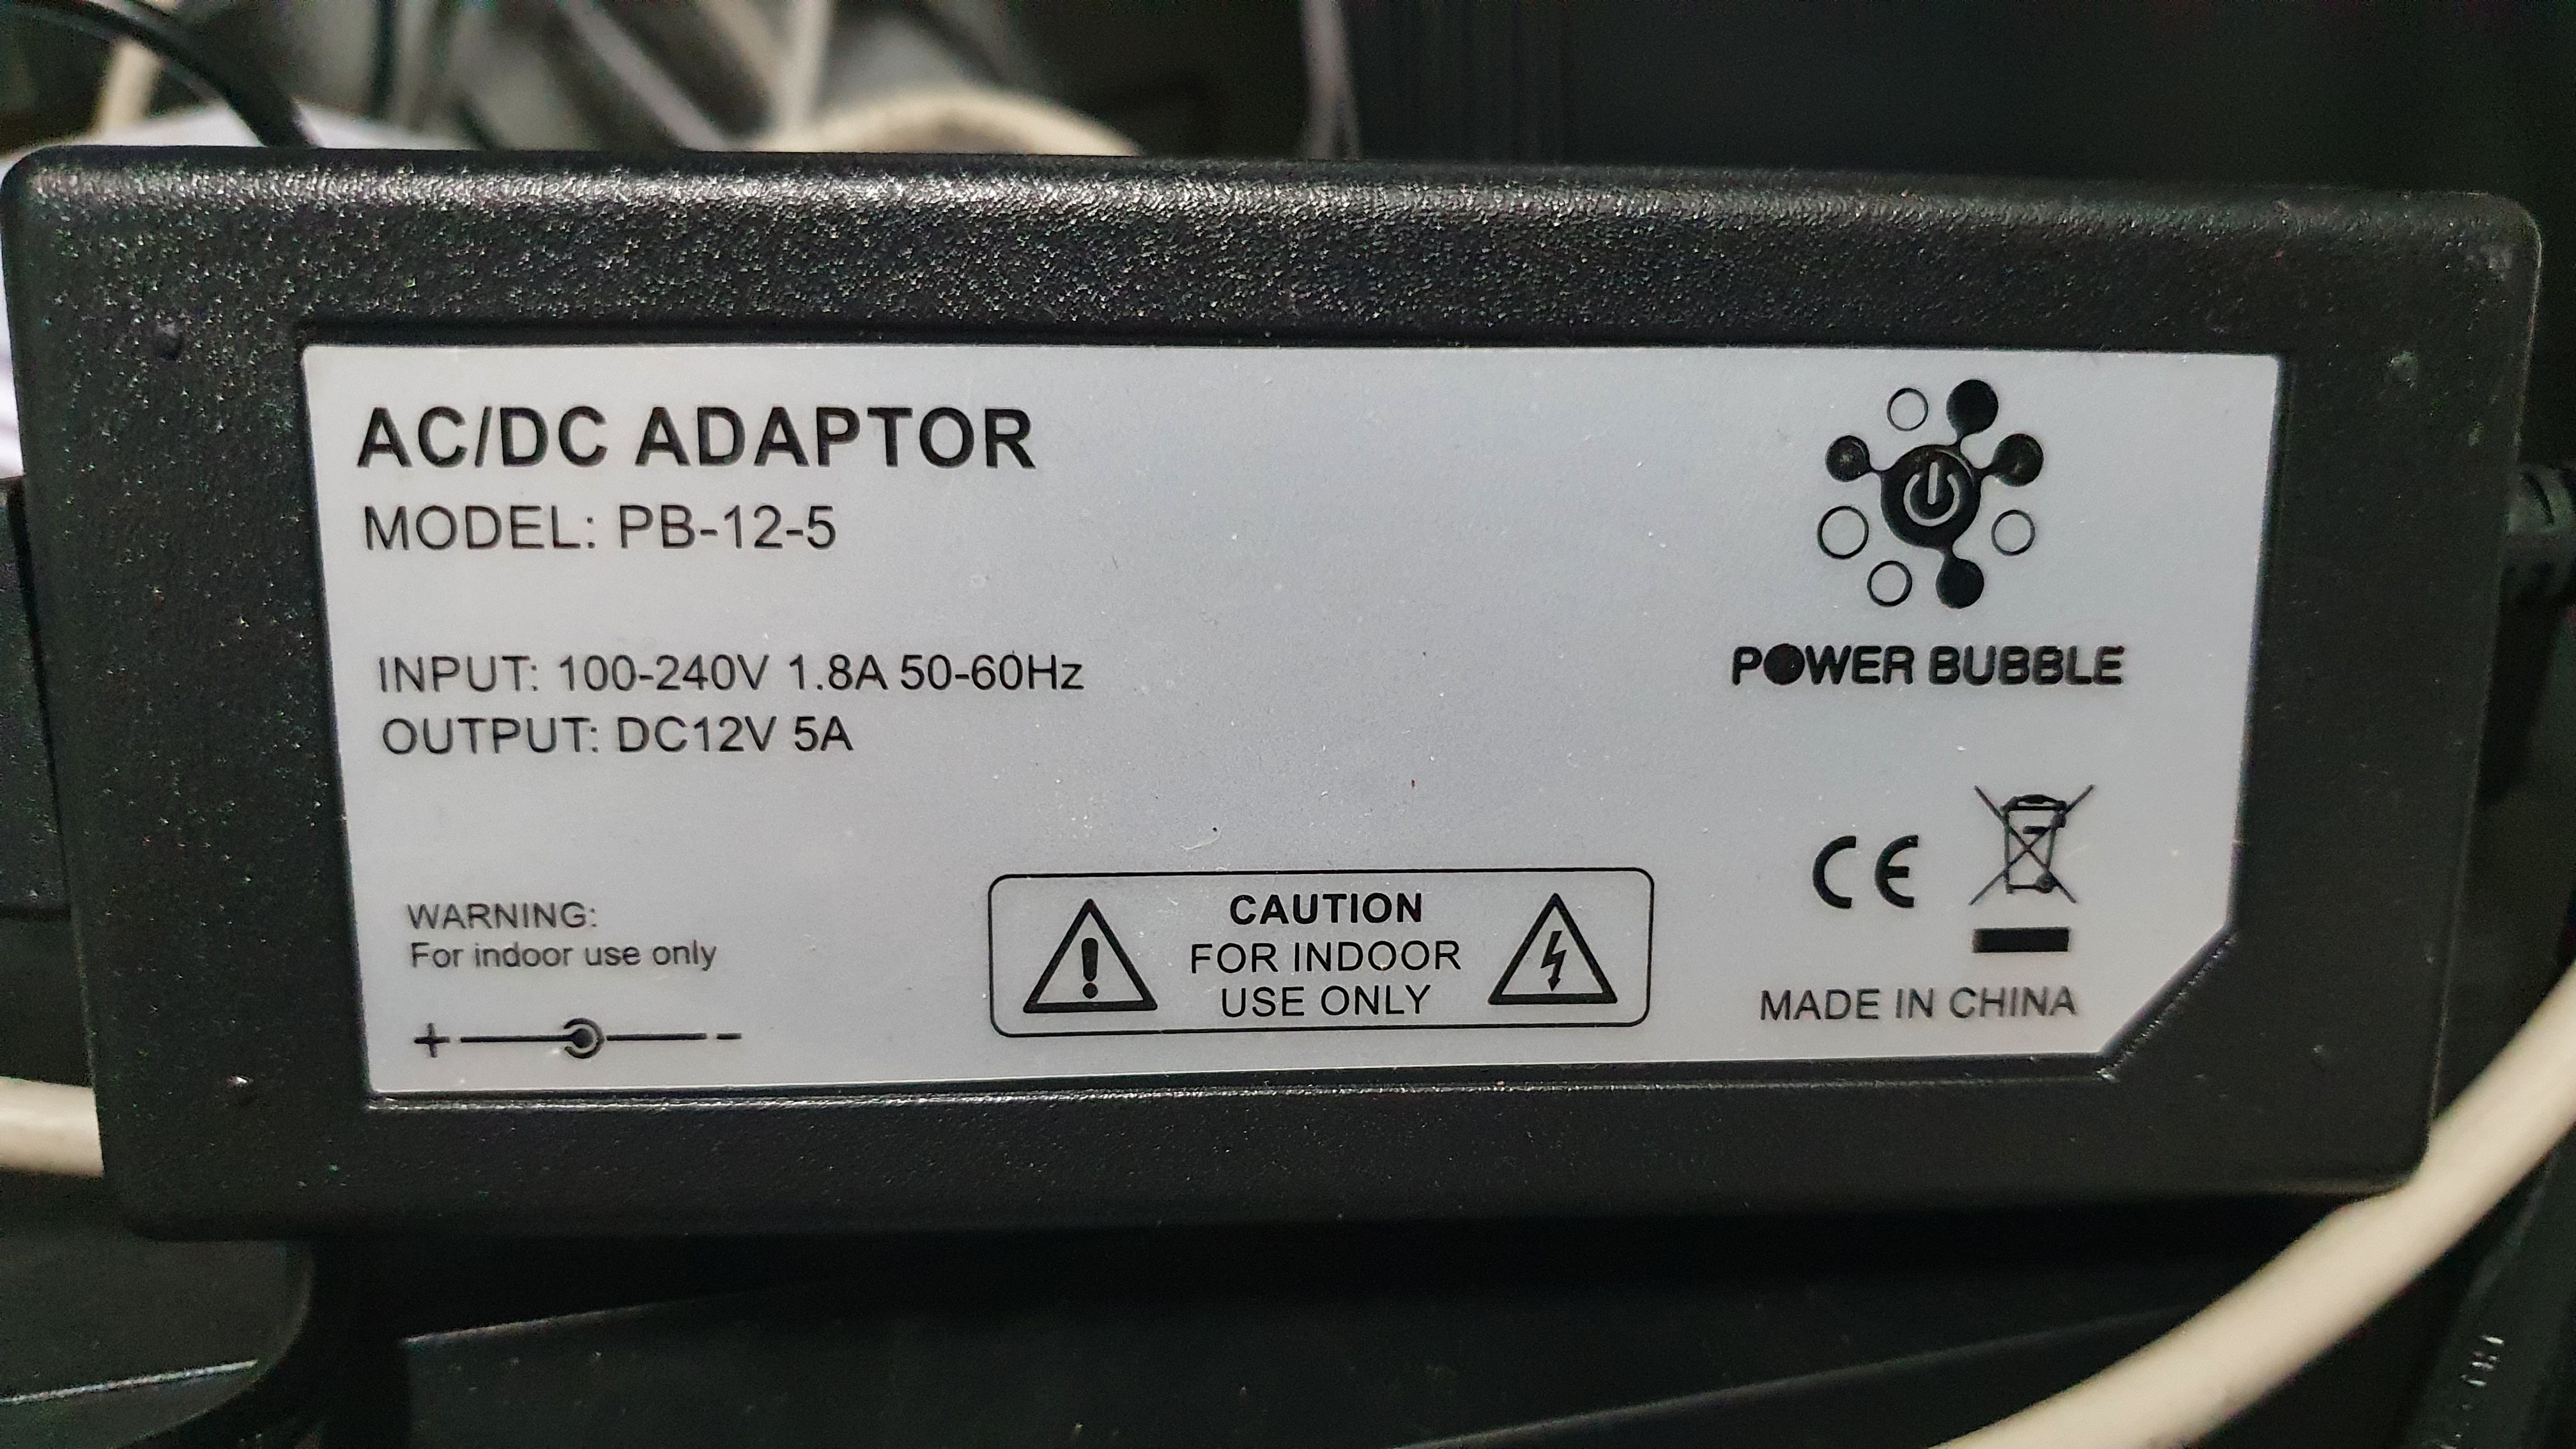 AC/DC ADAPTOR
MODEL: PB-12-5
POWER BUBBLE
INPUT: 100-240V 1.8A 50-60Hz
OUTPUT: DC12V 5A
WARNING:
For indoor use only
+ -
CAUTION
FOR INDOOR
USE ONLY
CE
MADE IN CHINA